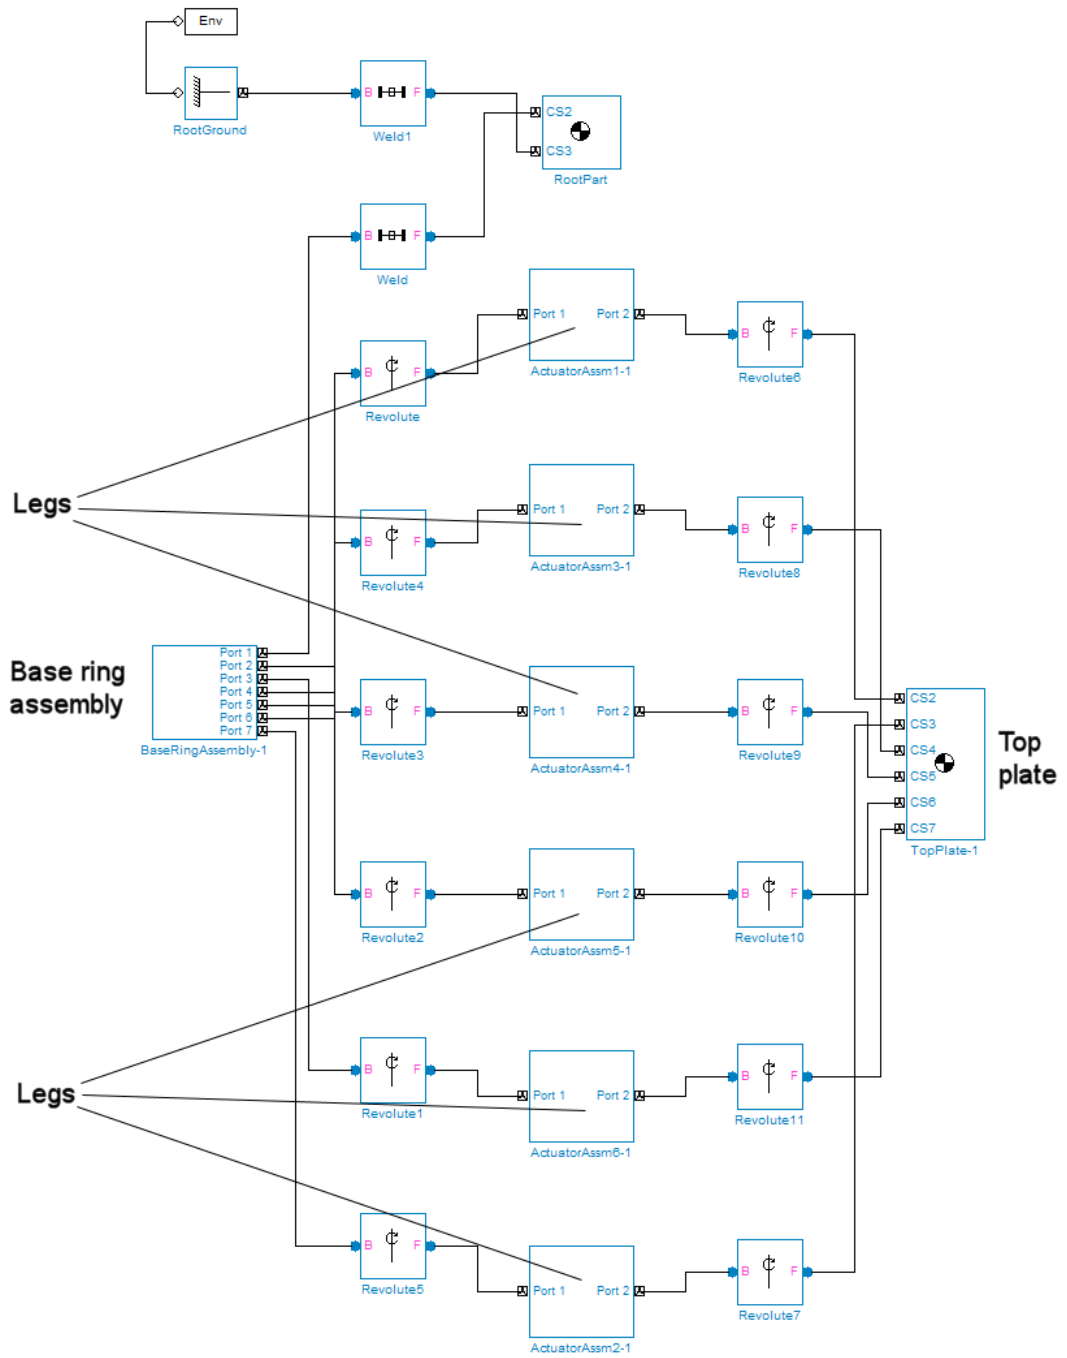 Env
RootGround
B F
Weld1
CS2
CS3
RootPart
B F
Weld
Port 1 Port 2
ActuatorAssm1-1
B F
Revolute6
B F
Revolute
Legs
Port 1 Port 2
ActuatorAssm3-1
B F
Revolute8
B F
Revolute4
Base ring
assembly
Port 1
Port 2
Port 3
Port 4
Port 5
Port 6
Port 7
BaseRingAssembly-1
B F
Revolute3
Port 1 Port 2
ActuatorAssm4-1
B F
Revolute9
CS2
CS3
CS4
CS5
CS6
CS7
TopPlate-1
Top
plate
B F
Revolute2
Port 1 Port 2
ActuatorAssm5-1
B F
Revolute10
Legs
B F
Revolute1
Port 1 Port 2
ActuatorAssm6-1
B F
Revolute11
B F
Revolute5
Port 1 Port 2
ActuatorAssm2-1
B F
Revolute7